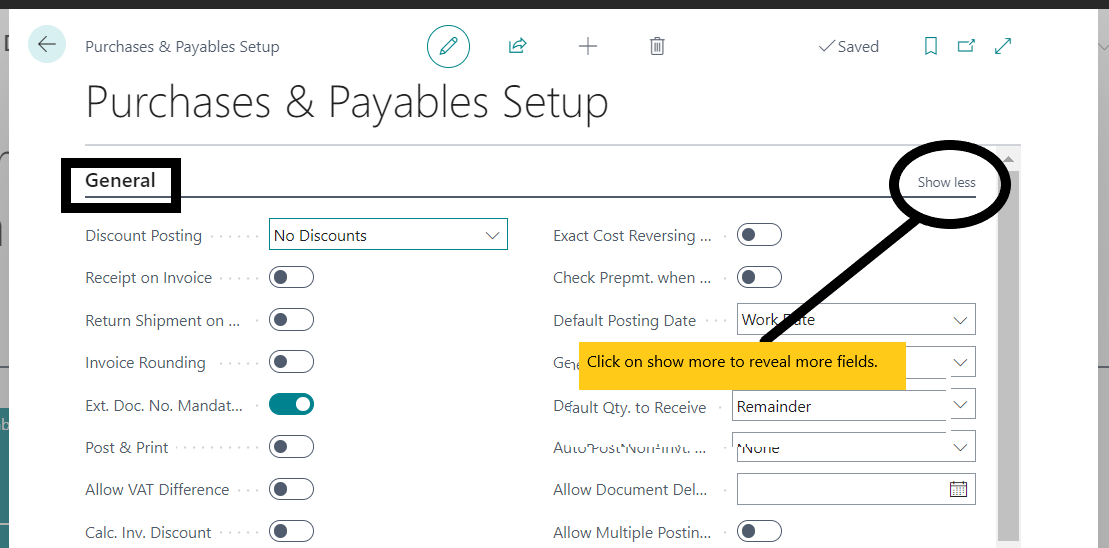 Purchases & Payables Setup
Saved
Purchases & Payables Setup
General
Show less
Discount Posting
No Discounts
Exact Cost Reversing ...
Receipt on Invoice
Check Prepmt. when ...
Return Shipment on ...
Default Posting Date
Work Date
Invoice Rounding
Click on show more to reveal more fields.
Ext. Doc. No. Mandat...
Default Qty. to Receive
Remainder
Post & Print
Auto Post Non-Invt. ...
None
Allow VAT Difference
Allow Document Del...
Calc. Inv. Discount
Allow Multiple Postin...